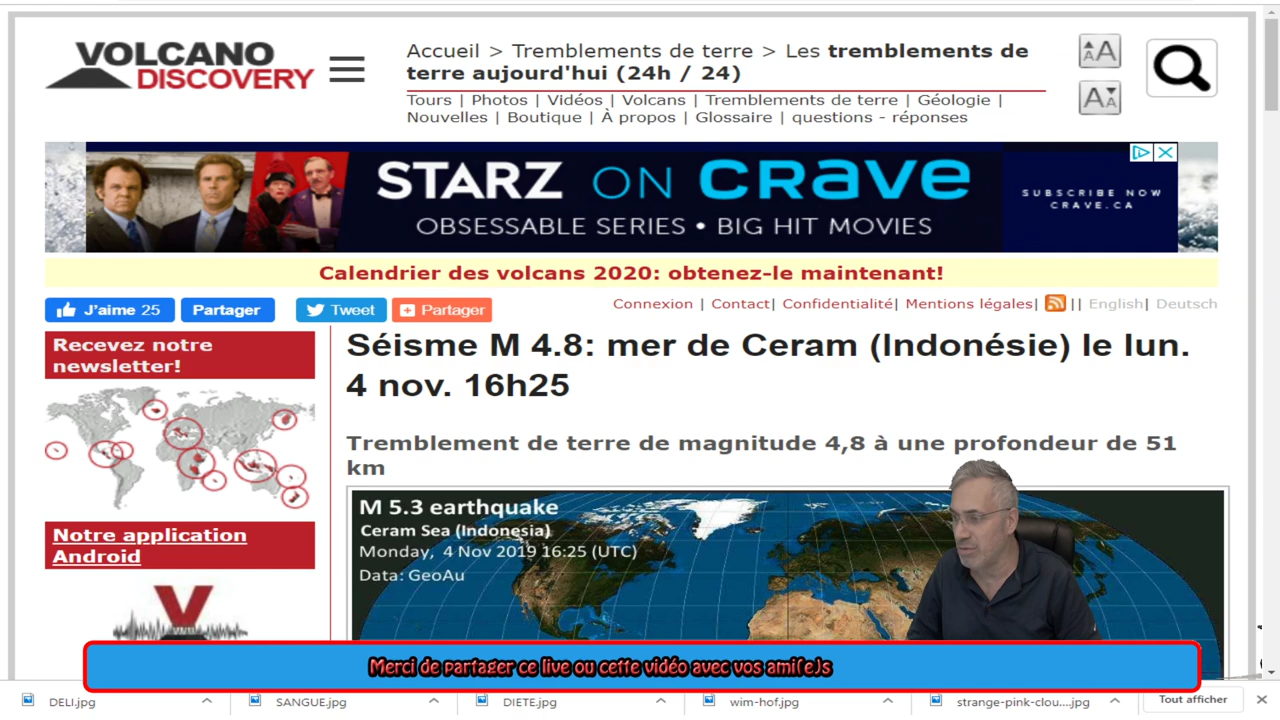 VOLCANO
DISCOVERY
Accueil > Tremblements de terre > Les tremblements de
terre aujourd'hui (24h / 24)
Tours | Photos | Vidéos | Volcans | Tremblements de terre | Géologie |
Nouvelles | Boutique | À propos | Glossaire | questions - réponses
AA
AA
STARZ ON CRAVE
OBSESSABLE SERIES • BIG HIT MOVIES
SUBSCRIBE NOW
CRAVE.CA
Calendrier des volcans 2020: obtenez-le maintenant!
J'aime 25
Partager
Tweet
Partager
Connexion | Contact| Confidentialité| Mentions légales| || English| Deutsch
Recevez notre
newsletter!
Notre application
Android
Séisme M 4.8: mer de Ceram (Indonésie) le lun.
4 nov. 16h25
Tremblement de terre de magnitude 4,8 à une profondeur de 51
km
M 5.3 earthquake
Ceram Sea (Indonesia)
Monday, 4 Nov 2019 16:25 (UTC)
Data: GeoAu
Merci de partager ce live ou cette vidéo avec vos ami(e)s
DELI.jpg
SANGUE.jpg
DIETE.jpg
wim-hof.jpg
strange-pink-clou....jpg
Tout afficher